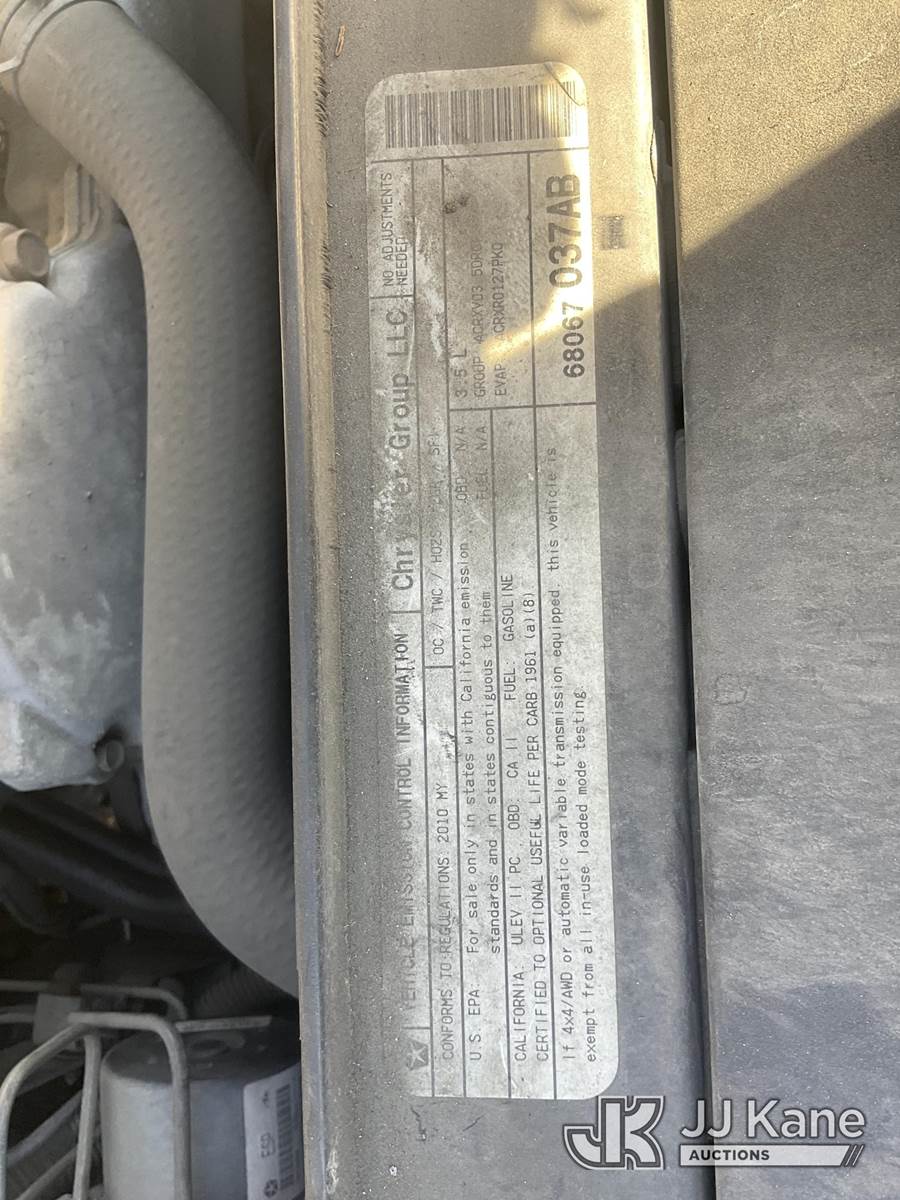 VEHICLE EMISSION CONTROL INFORMATION
Chrysler Group LLC
NO ADJUSTMENTS
NEEDED
CONFORMS TO REGULATIONS: 2010 MY
OC / TWC / HO2S
SFI
U.S. EPA
For sale only in states with California emission
standards and in states contiguous to them
OBD: N/A
FUEL: N/A
3.5 L
GROUP:
EVAP: ACRXR0127PK0
CALIFORNIA: ULEV II PC OBD: CA II FUEL: GASOLINE
CERTIFIED TO OPTIONAL USEFUL LIFE PER CARB 1961 (a)(8)
If 4x4/AWD or automatic variable transmission equipped, this vehicle is
exempt from all in-use loaded mode testing.
68067 037AB
JK JJ Kane
AUCTIONS